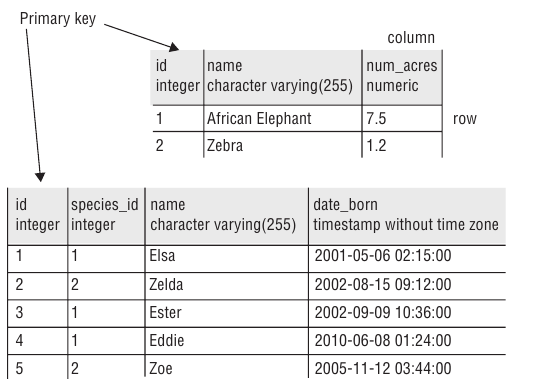 Primary key
column
id name num_acres
integer character varying(255) numeric
1 African Elephant 7.5 row
2 Zebra 1.2
id species_id name date_born
integer integer character varying(255) timestamp without time zone
1 1 Elsa 2001-05-06 02:15:00
2 2 Zelda 2002-08-15 09:12:00
3 1 Ester 2002-09-09 10:36:00
4 1 Eddie 2010-06-08 01:24:00
5 2 Zoe 2005-11-12 03:44:00